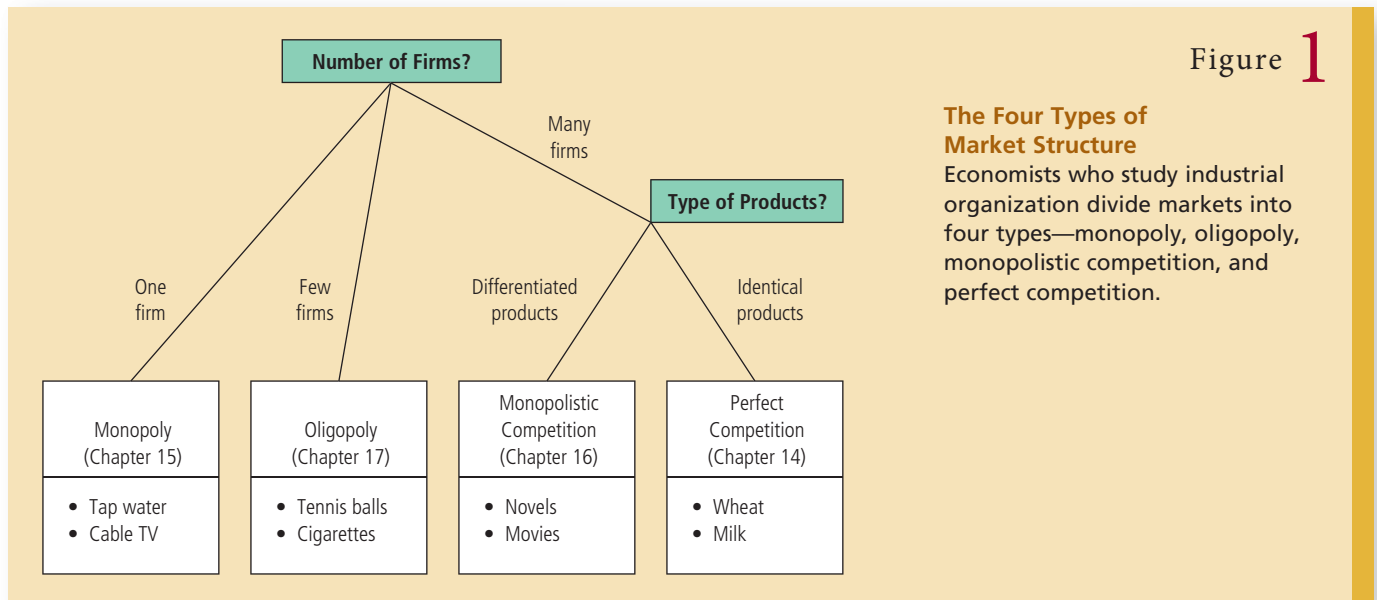 Figure 1
The Four Types of
Market Structure
Economists who study industrial
organization divide markets into
four types—monopoly, oligopoly,
monopolistic competition, and
perfect competition.
Number of Firms?
Many
firms
Type of Products?
One
firm
Few
firms
Differentiated
products
Identical
products
Monopoly
(Chapter 15)
• Tap water
• Cable TV
Oligopoly
(Chapter 17)
• Tennis balls
• Cigarettes
Monopolistic
Competition
(Chapter 16)
• Novels
• Movies
Perfect
Competition
(Chapter 14)
• Wheat
• Milk